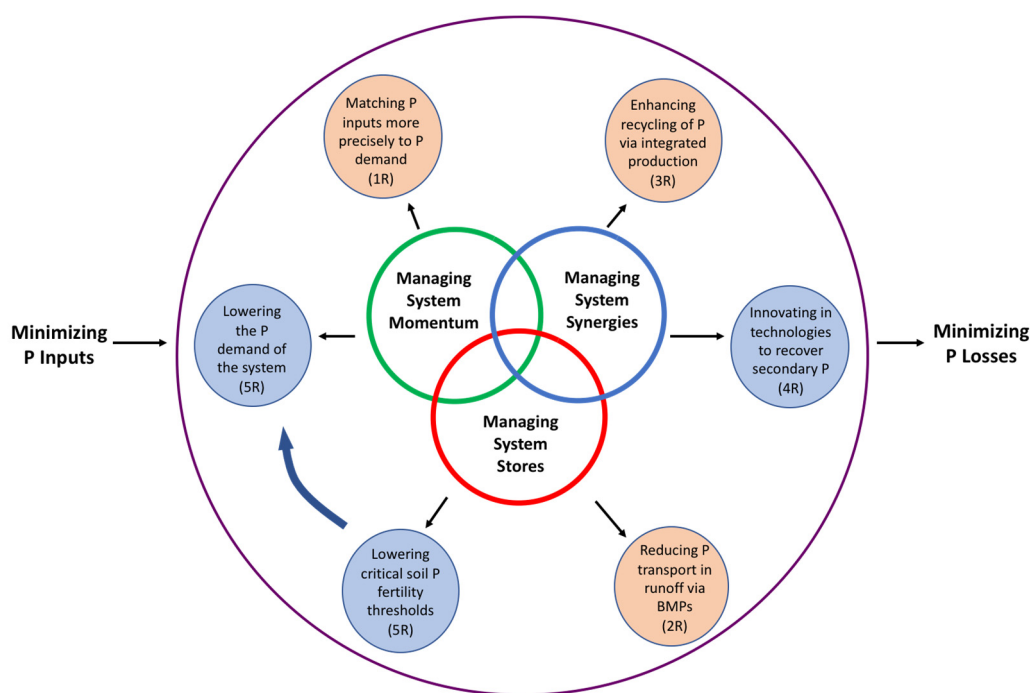 Matching P
inputs more
precisely to P
demand
(1R)
Enhancing
recycling of P
via integrated
production
(3R)
Managing
System
Momentum
Managing
System
Synergies
Minimizing
P Inputs
Lowering
the P
demand of
the system
(5R)
Innovating in
technologies
to recover
secondary P
(4R)
Minimizing
P Losses
Managing
System
Stores
Lowering
critical soil P
fertility
thresholds
(5R)
Reducing P
transport in
runoff via
BMPs
(2R)